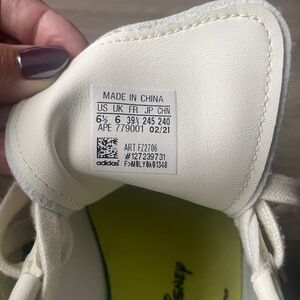 MADE IN CHINA
US UK FR JP CHN
6½ 6 39⅓ 245 240
APE 779001 02/21
ART FZ2706
#127239731
adidas
Disney